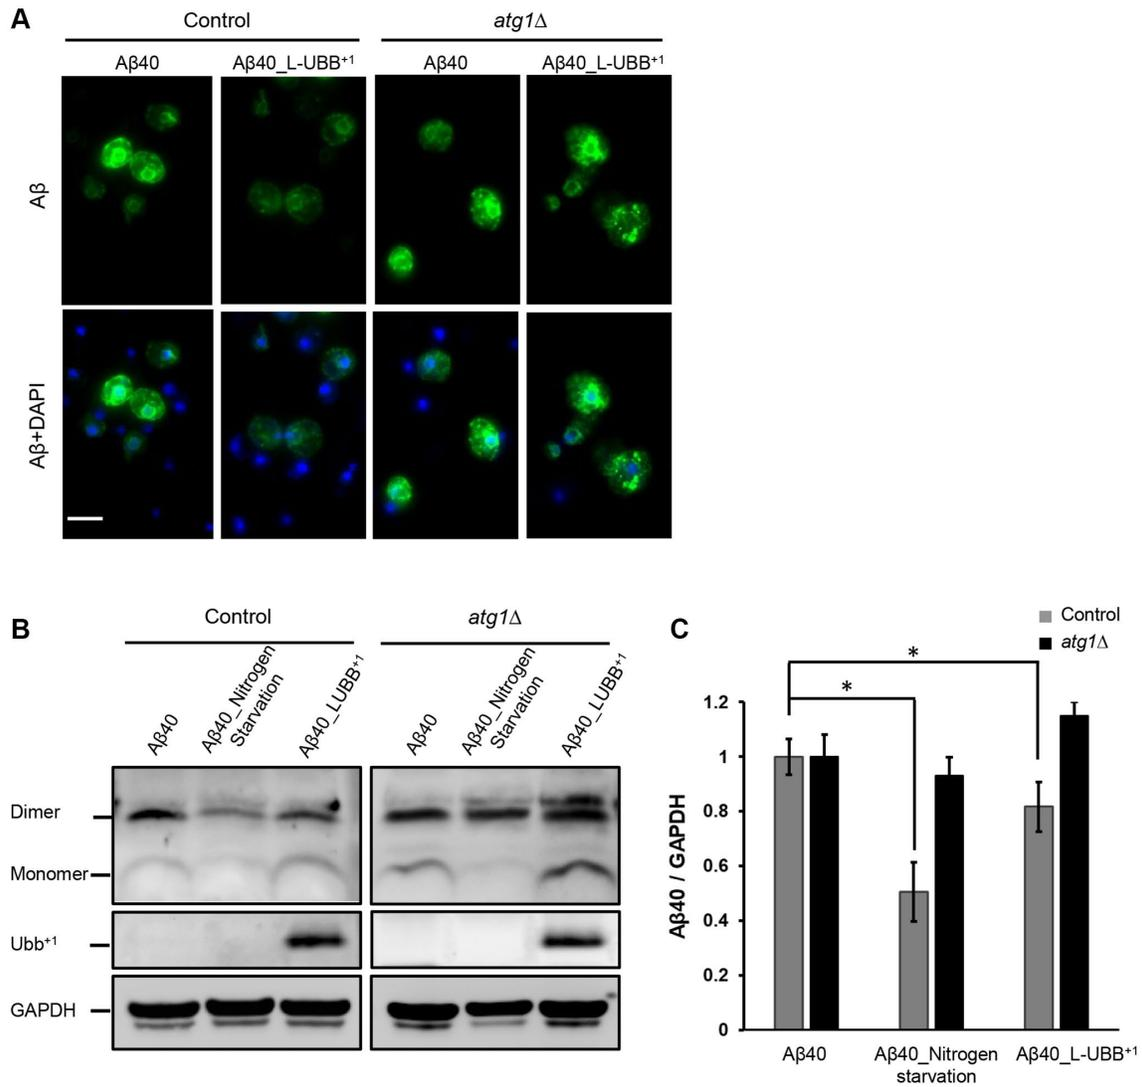 A
Control
atg1Δ
Aβ40
Aβ40_L-UBB+1
Aβ40
Aβ40_L-UBB+1
Aβ
Aβ+DAPI
B
Control
atg1Δ
Aβ40
Aβ40_Nitrogen
Starvation
Aβ40_LUBB+1
Aβ40
Aβ40_Nitrogen
Starvation
Aβ40_LUBB+1
Dimer
Monomer
Ubb+1
GAPDH
C
Control
atg1Δ
*
*
Aβ40 / GAPDH
1.2
1
0.8
0.6
0.4
0.2
0
Aβ40
Aβ40_Nitrogen
starvation
Aβ40_L-UBB+1